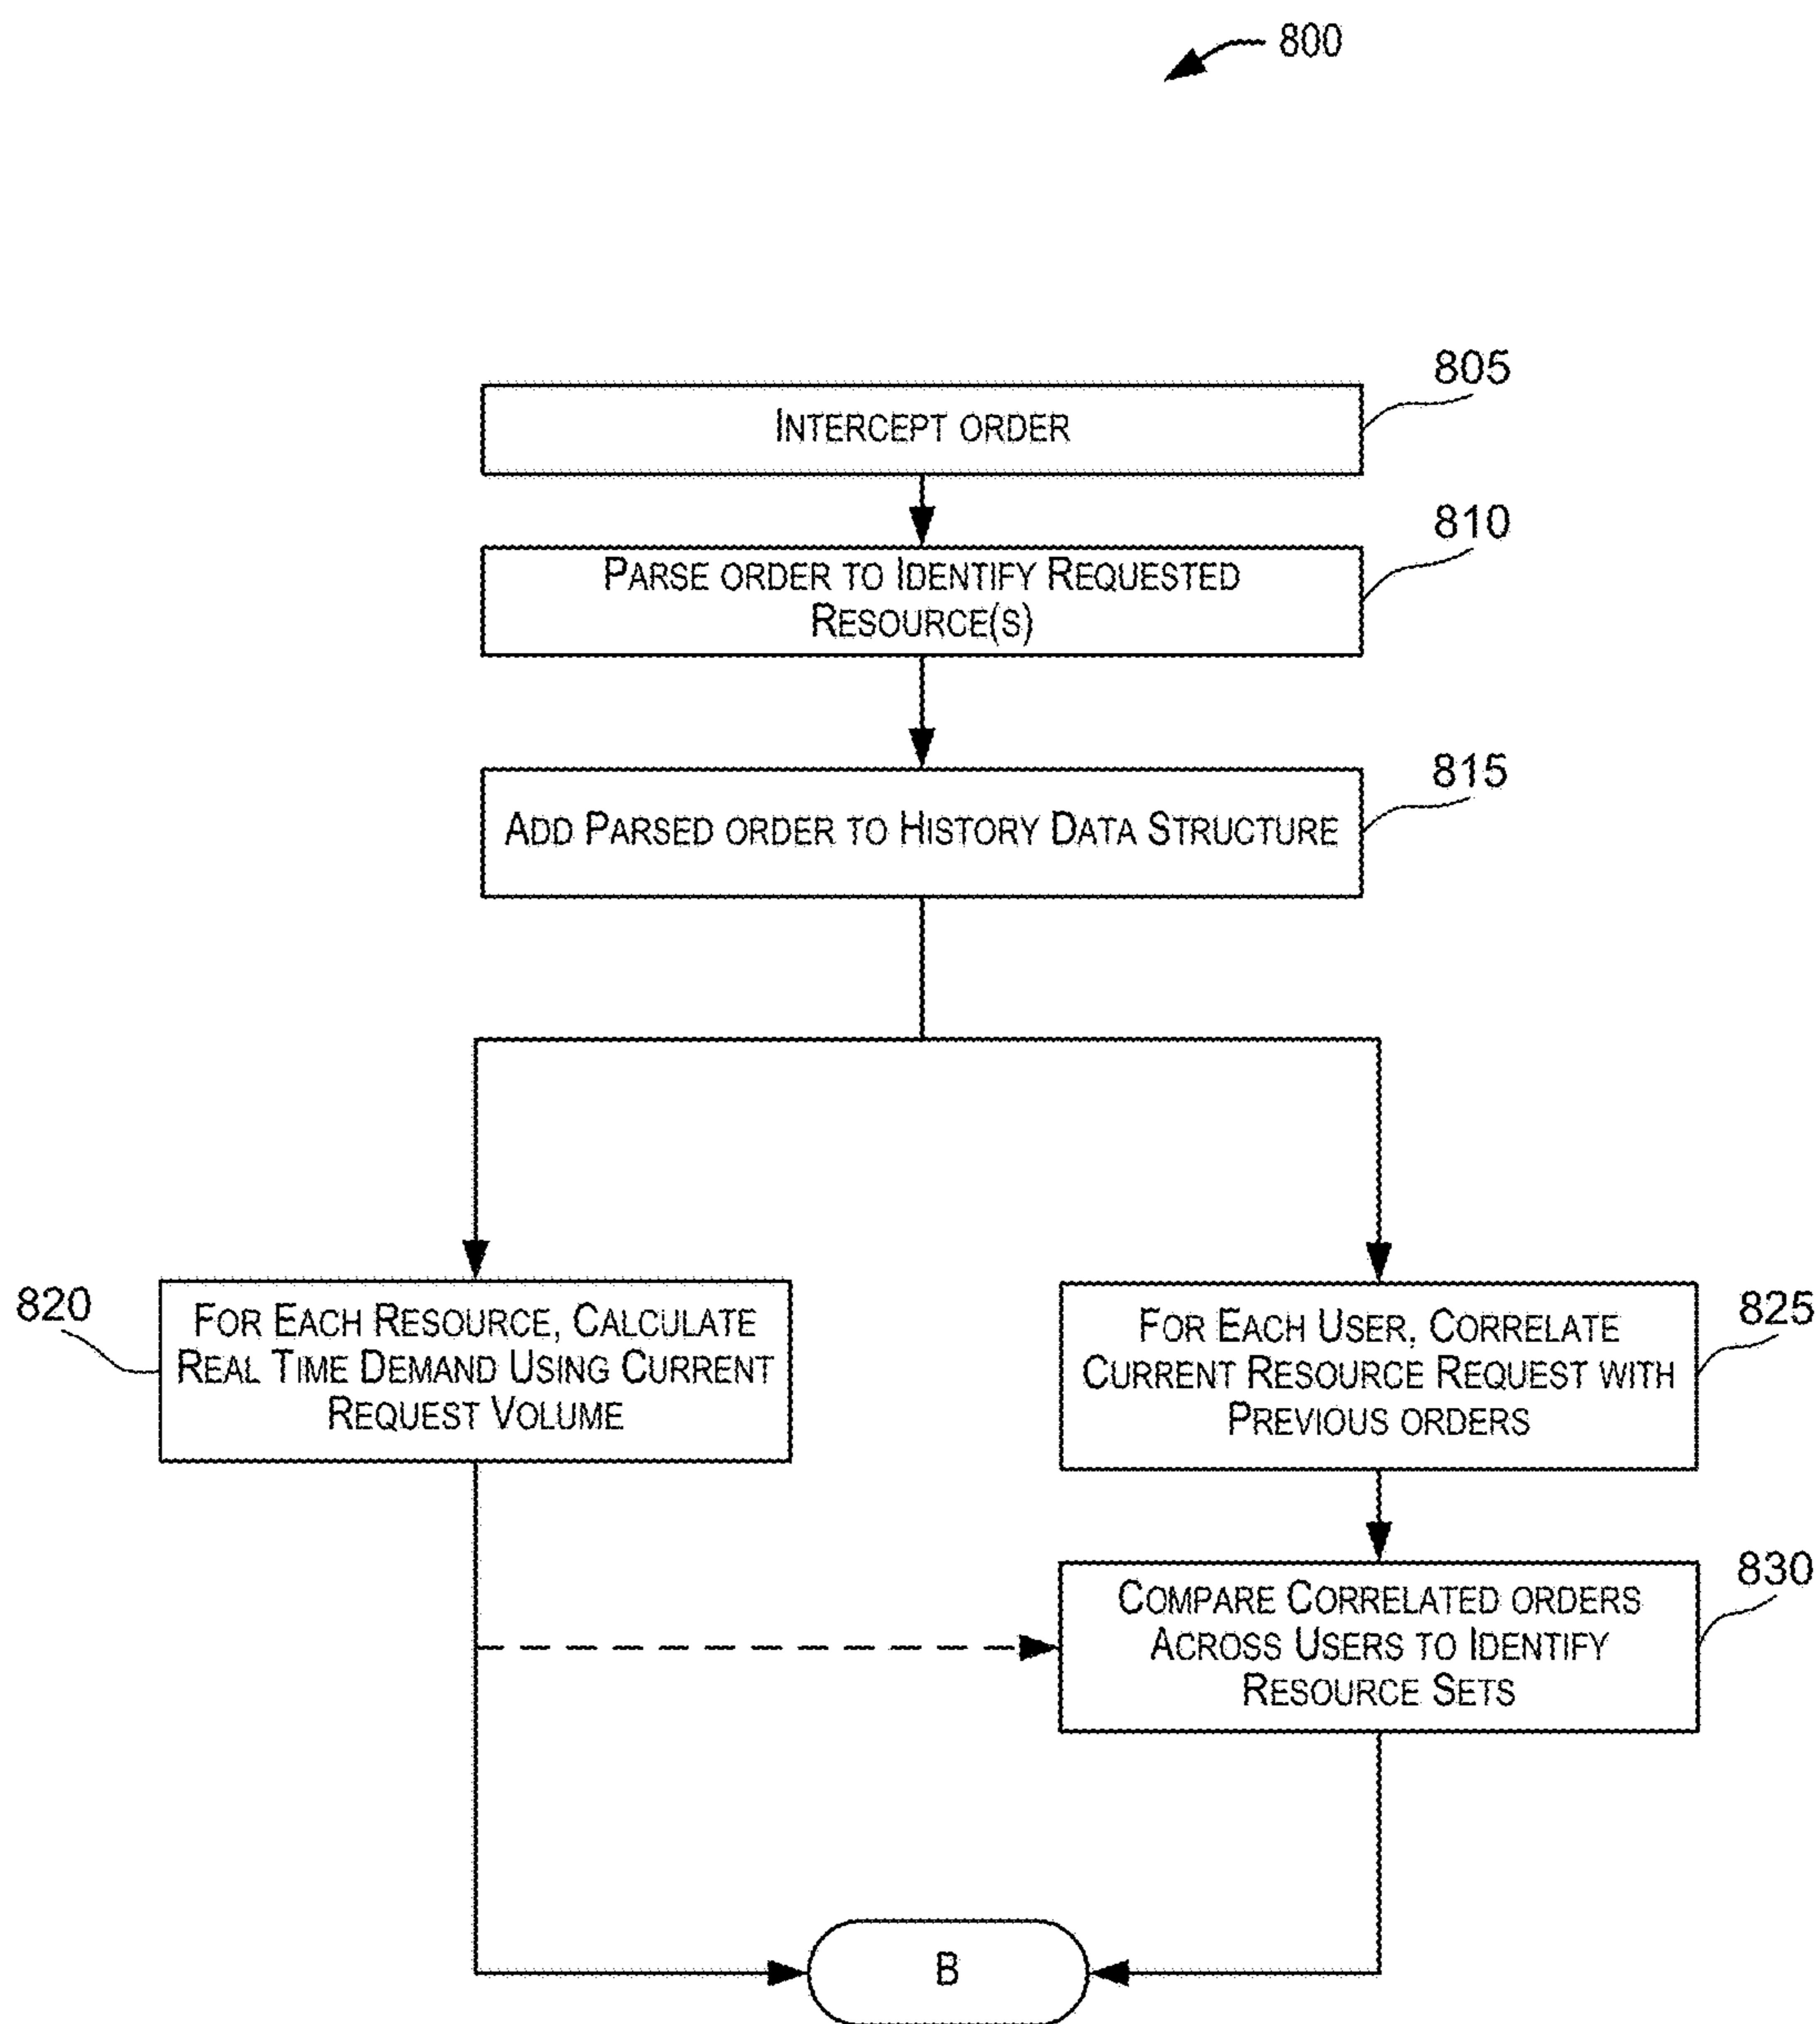 800
805
INTERCEPT ORDER
810
PARSE ORDER TO IDENTIFY REQUESTED
RESOURCE(S)
815
ADD PARSED ORDER TO HISTORY DATA STRUCTURE
820
FOR EACH RESOURCE, CALCULATE
REAL TIME DEMAND USING CURRENT
REQUEST VOLUME
825
FOR EACH USER, CORRELATE
CURRENT RESOURCE REQUEST WITH
PREVIOUS ORDERS
830
COMPARE CORRELATED ORDERS
ACROSS USERS TO IDENTIFY
RESOURCE SETS
B